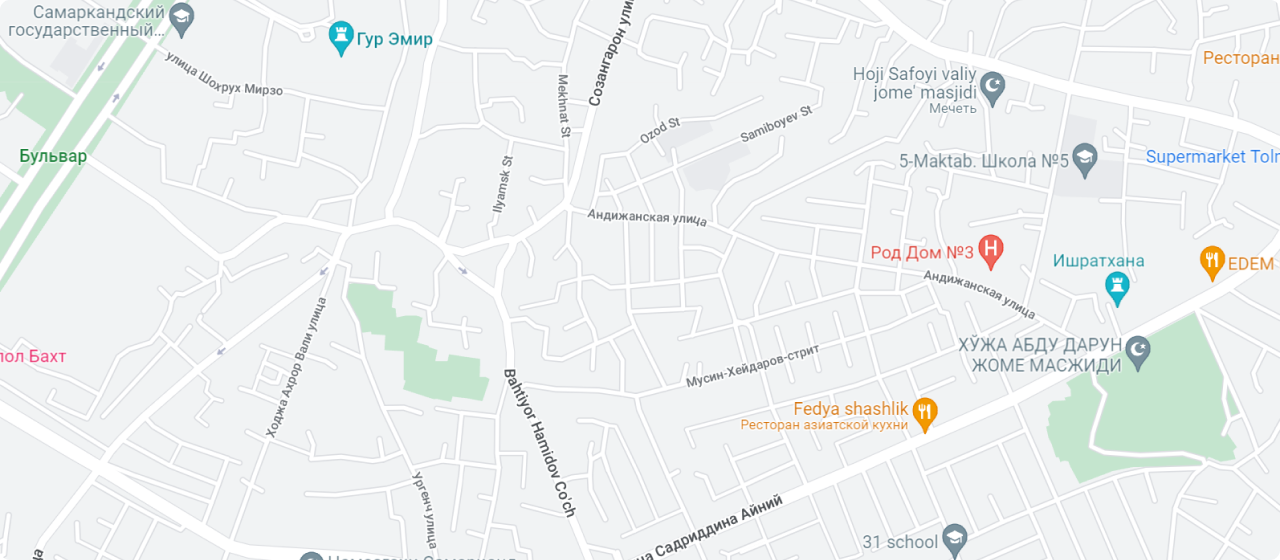 Самаркандский
государственный...
Гур Эмир
улица Шохрух Мирзо
Бульвар
Mekhnat St
Созангарон
Ozod St
Samiboyev St
Ilyamsk St
Андижанская улица
Hoji Safoyi valiy
jome' masjidi
Мечеть
Ресторан
5-Maktab. Школа №5
Supermarket
Род Дом №3
Андижанская улица
Ишратхана
EDEM
ХЎЖА АБДУ ДАРУН
ЖОМЕ МАСЖИДИ
Бахт
Ходжа Ахрор Вали улица
Bahtiyor Hamidov Co'ch
Мусин-Хейдаров-стрит
Fedya shashlik
Ресторан азиатской кухни
Ургенч улица
Садриддина Айний
31 school